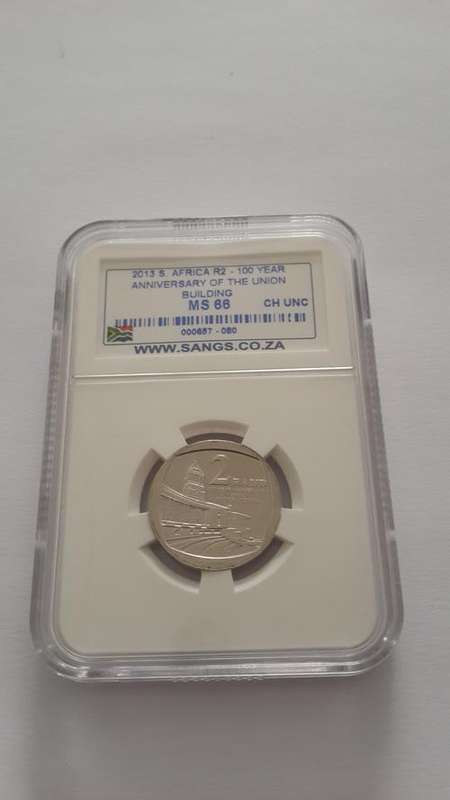 2013 S. AFRICA R2 - 100 YEAR
ANNIVERSARY OF THE UNION
BUILDING
MS 66 CH UNC
000657 - 080
WWW.SANGS.CO.ZA
2 RAND